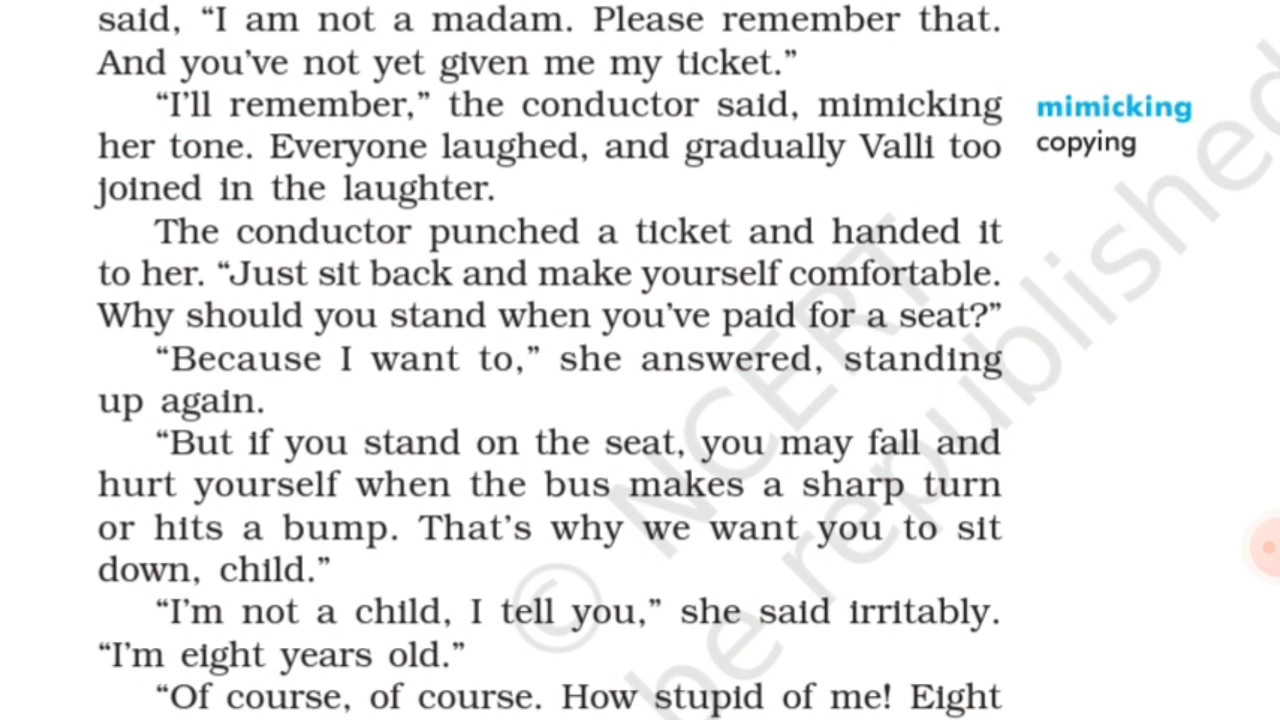 said, “I am not a madam. Please remember that.
And you’ve not yet given me my ticket.”
“I’ll remember,” the conductor said, mimicking
her tone. Everyone laughed, and gradually Valli too
joined in the laughter.
mimicking
copying
The conductor punched a ticket and handed it
to her. “Just sit back and make yourself comfortable.
Why should you stand when you’ve paid for a seat?”
“Because I want to,” she answered, standing
up again.
“But if you stand on the seat, you may fall and
hurt yourself when the bus makes a sharp turn
or hits a bump. That’s why we want you to sit
down, child.”
“I’m not a child, I tell you,” she said irritably.
“I’m eight years old.”
“Of course, of course. How stupid of me! Eight
© NCERT
be republished